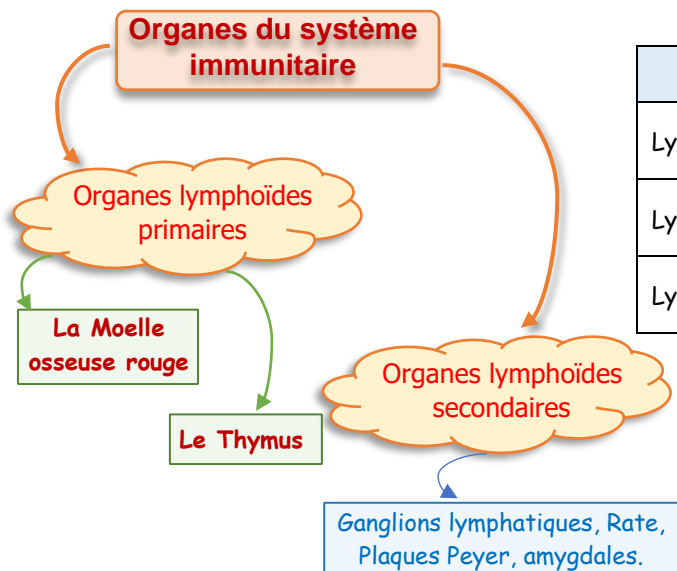 Organes du système
immunitaire
Organes lymphoïdes
primaires
La Moelle
osseuse rouge
Le Thymus
Organes lymphoïdes
secondaires
Ganglions lymphatiques, Rate,
Plaques Peyer, amygdales.
Ly
Ly
Ly